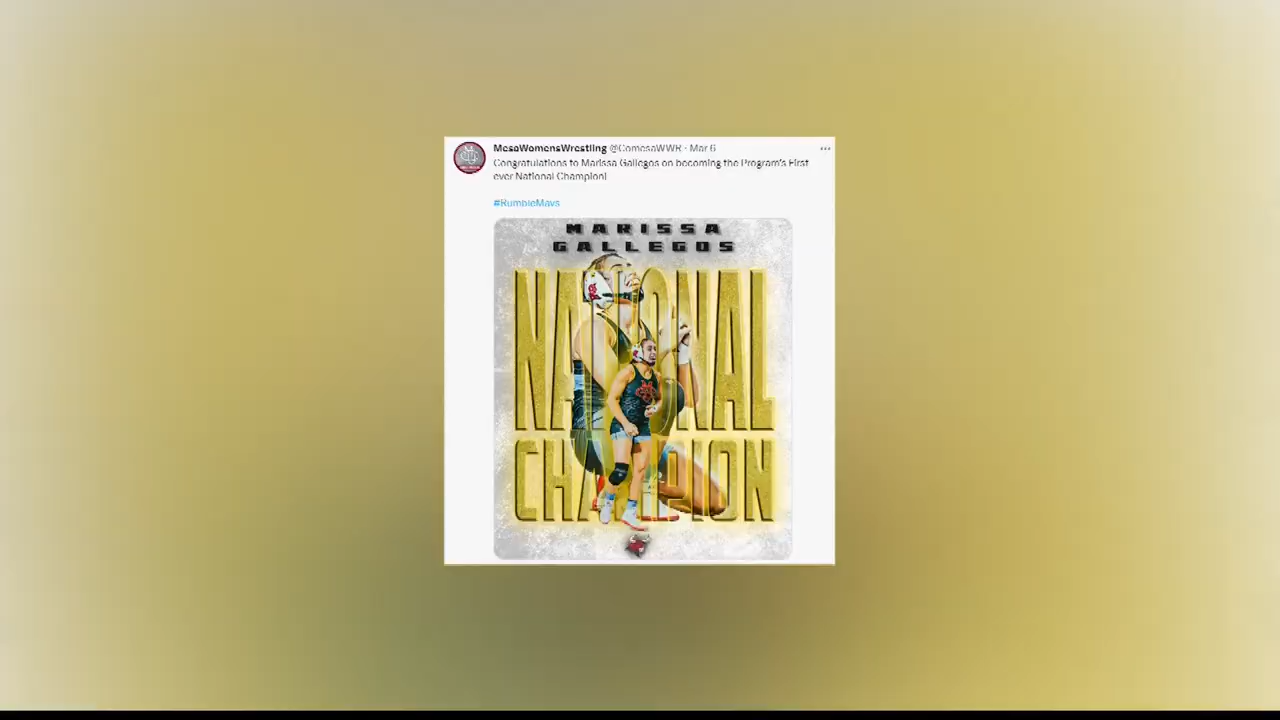 MesaWomensWrestling @ComesaWWR · Mar 6
Congratulations to Marissa Gallegos on becoming the Program's First
ever National Champion!
#RumbleMavs
MARISSA
GALLEGOS
NATIONAL
CHAMPION